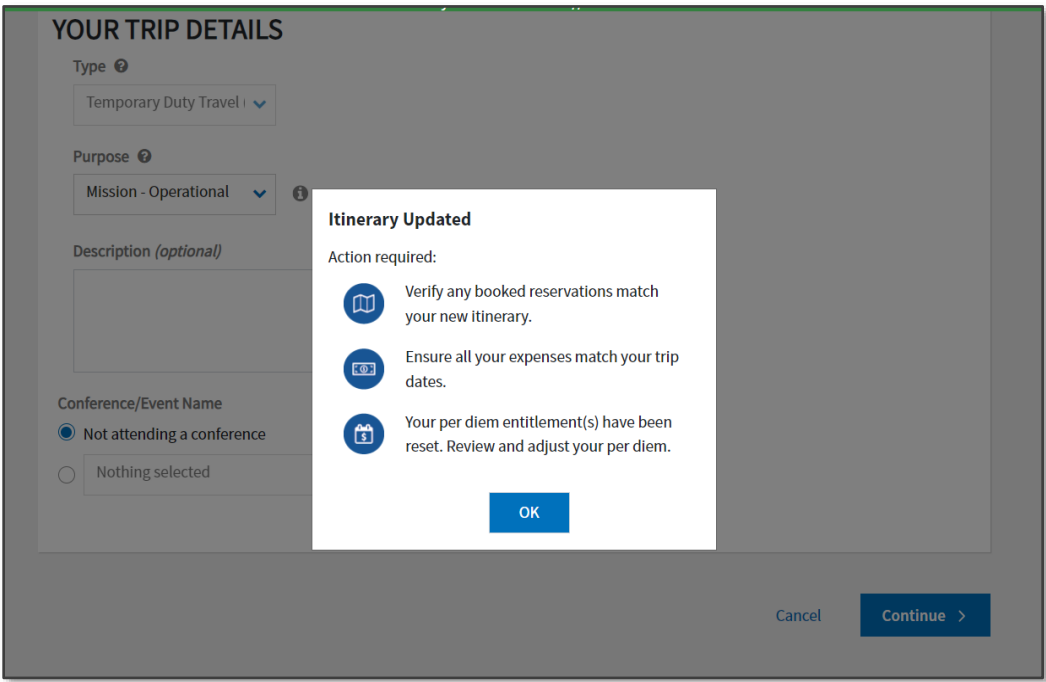 YOUR TRIP DETAILS
Type
Temporary Duty Travel
Purpose
Mission - Operational
Description (optional)
Conference/Event Name
Not attending a conference
Nothing selected
Itinerary Updated
Action required:
Verify any booked reservations match
your new itinerary.
Ensure all your expenses match your trip
dates.
Your per diem entitlement(s) have been
reset. Review and adjust your per diem.
OK
Cancel
Continue